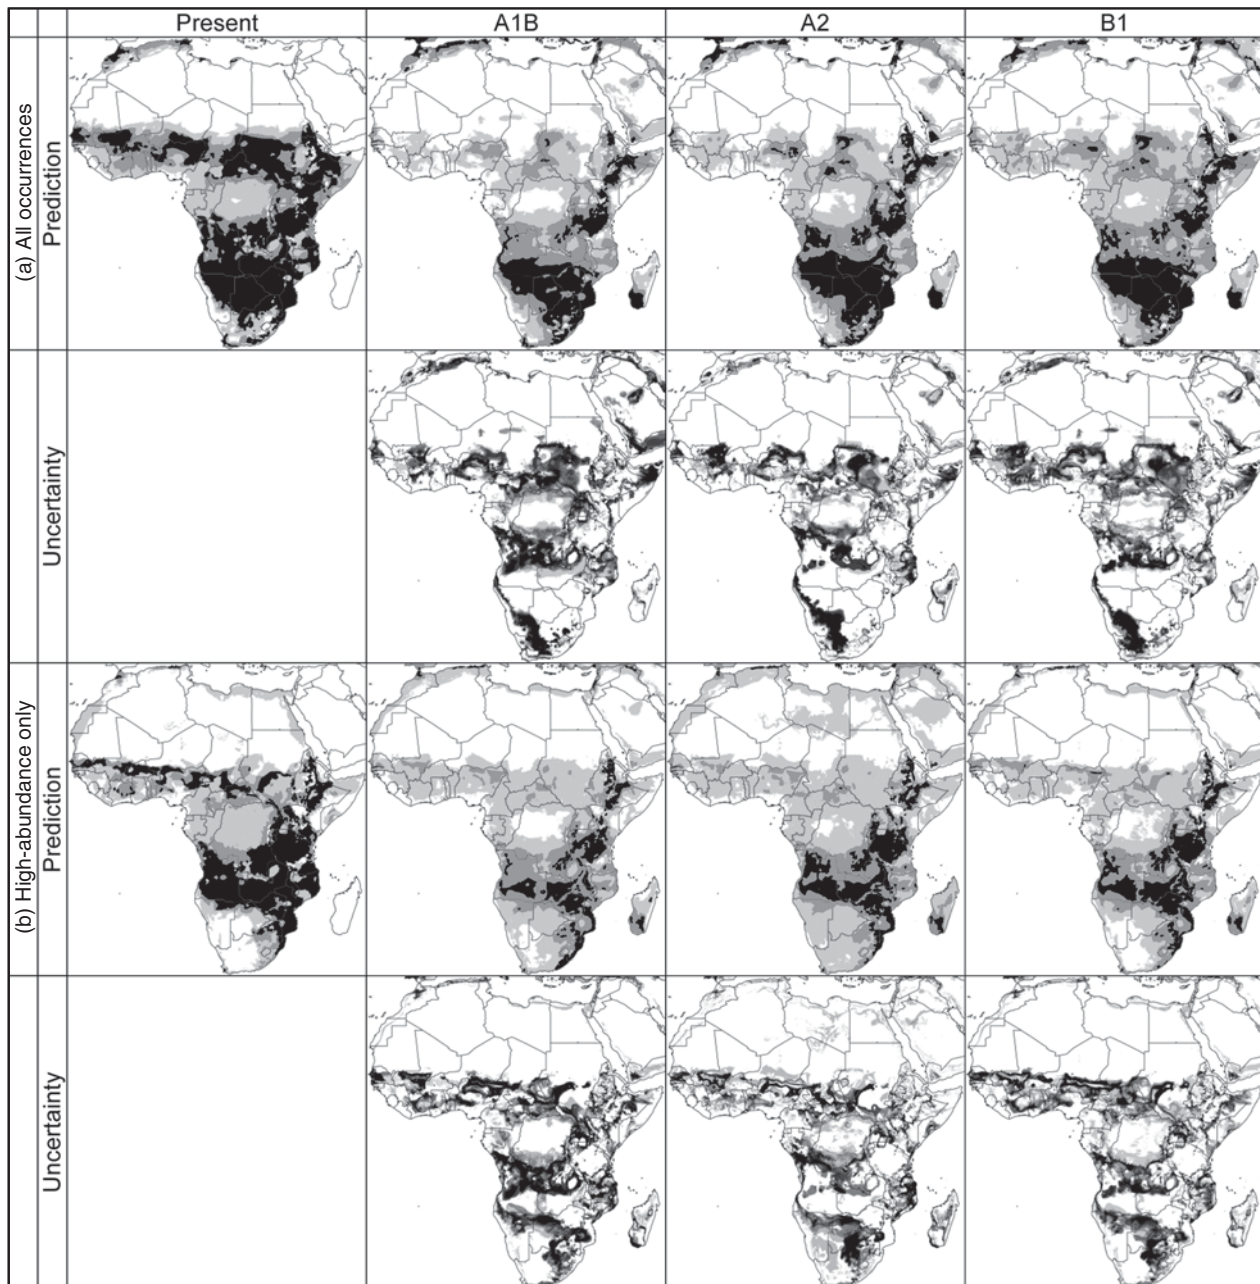 Present
A1B
A2
B1
(a) All occurrences
Prediction
Uncertainty
(b) High-abundance only
Prediction
Uncertainty